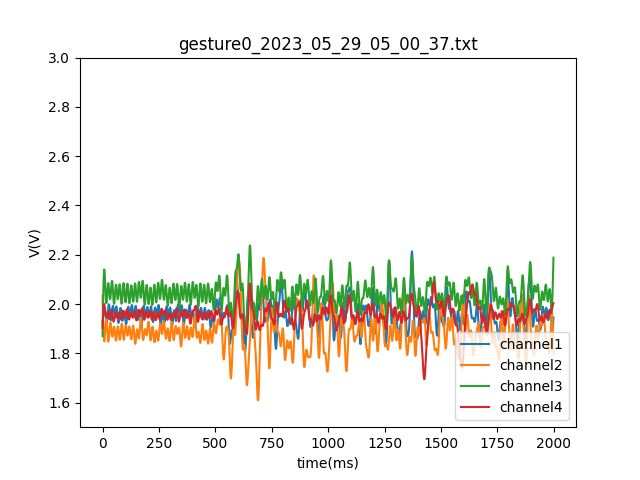 gesture0_2023_05_29_05_00_37.txt
3.0
2.8
2.6
2.4
2.2
2.0
1.8
1.6
V(V)
channel1
channel2
channel3
channel4
0 250 500 750 1000 1250 1500 1750 2000
time(ms)